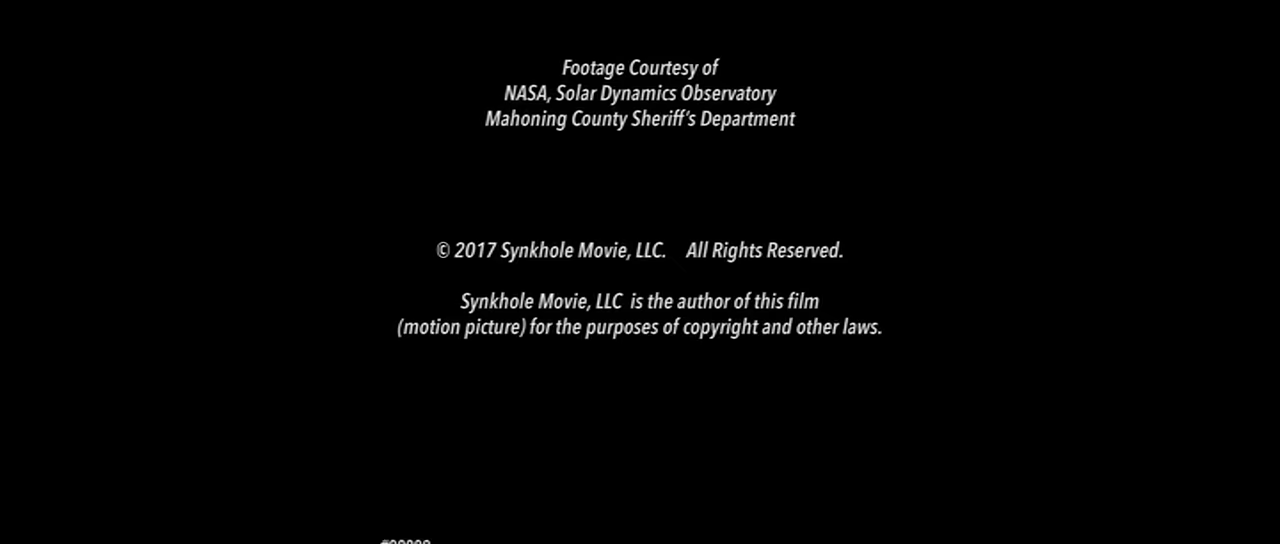 Footage Courtesy of
NASA, Solar Dynamics Observatory
Mahoning County Sheriff's Department
© 2017 Synkhole Movie, LLC. All Rights Reserved.
Synkhole Movie, LLC is the author of this film
(motion picture) for the purposes of copyright and other laws.